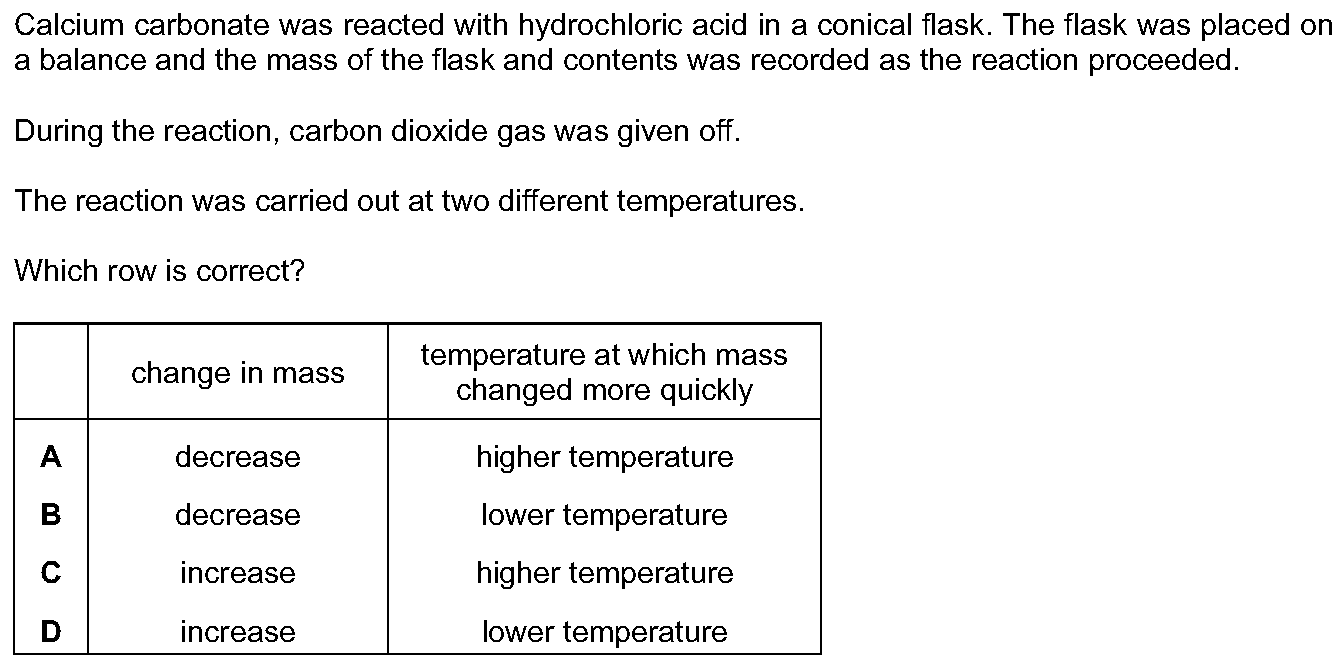 Calcium carbonate was reacted with hydrochloric acid in a conical flask. The flask was placed on
a balance and the mass of the flask and contents was recorded as the reaction proceeded.
During the reaction, carbon dioxide gas was given off.
The reaction was carried out at two different temperatures.
Which row is correct?
change in mass
temperature at which mass
changed more quickly
A decrease higher temperature
B decrease lower temperature
C increase higher temperature
D increase lower temperature